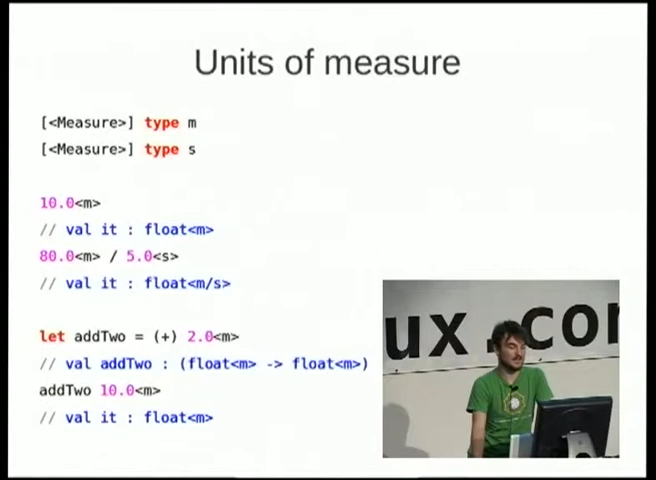 Units of measure
[<Measure>] type m
[<Measure>] type s
10.0<m>
// val it : float<m>
80.0<m> / 5.0<s>
// val it : float<m/s>
let addTwo = (+) 2.0<m>
// val addTwo : (float<m> -> float<m>)
addTwo 10.0<m>
// val it : float<m>
ux.con